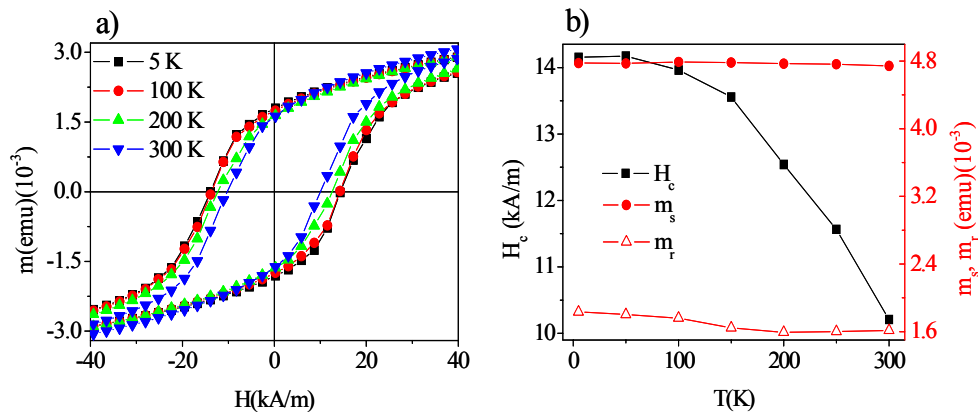 a)
3.0
1.5
0.0
-1.5
-3.0
m(emu)(10⁻³)
5 K
100 K
200 K
300 K
-40 -20 0 20 40
H(kA/m)
b)
14
13
12
11
10
H_c (kA/m)
H_c (kA/m)
m_s
m_r
4.8
4.0
3.2
2.4
1.6
m_s, m_r (emu)(10⁻³)
0 100 200 300
T(K)